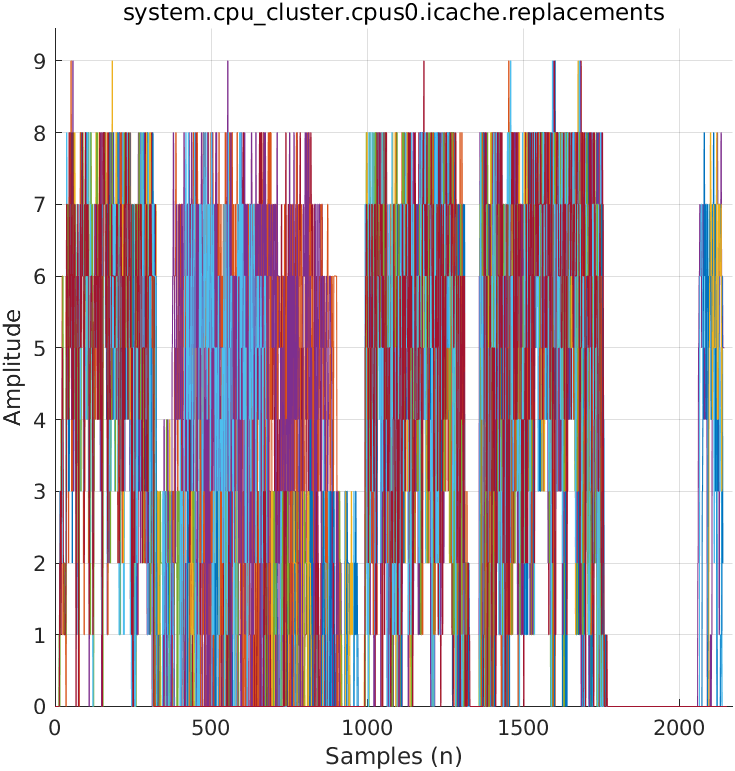 system.cpu_cluster.cpus0.icache.replacements
9
8
7
6
5
4
3
2
1
0
Amplitude
0 500 1000 1500 2000
Samples (n)